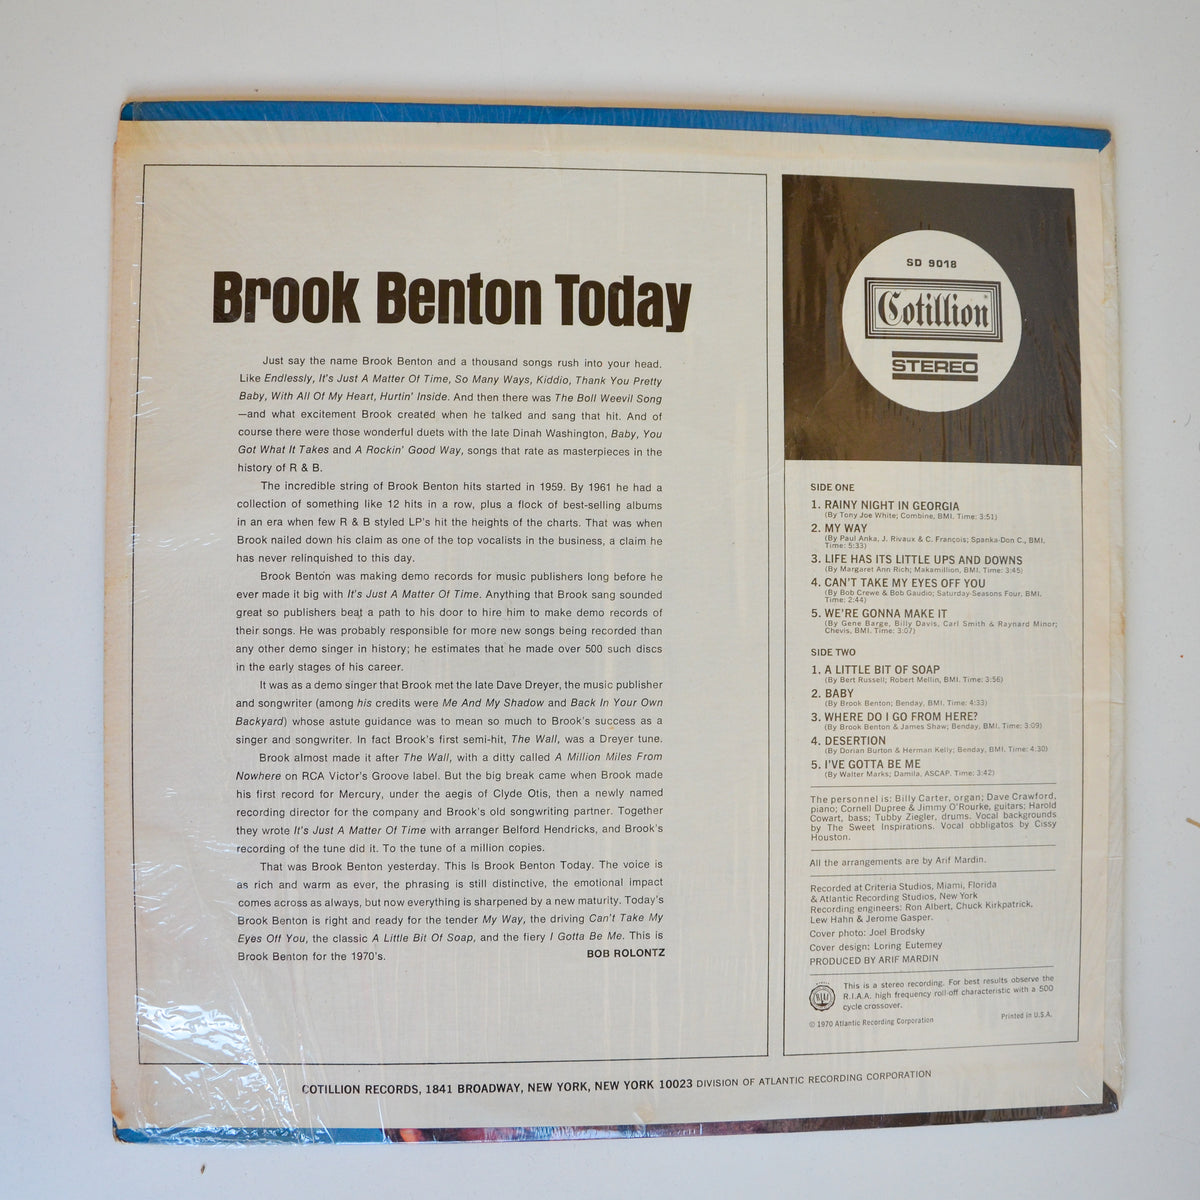 Brook Benton Today
Just say the name Brook Benton and a thousand songs rush into your head.
Like Endlessly, It's Just A Matter Of Time, So Many Ways, Kiddio, Thank You Pretty
Baby, With All Of My Heart, Hurtin' Inside. And then there was The Boll Weevil Song
—and what excitement Brook created when he talked and sang that hit. And of
course there were those wonderful duets with the late Dinah Washington, Baby, You
Got What It Takes and A Rockin' Good Way, songs that rate as masterpieces in the
history of R & B.
The incredible string of Brook Benton hits started in 1959. By 1961 he had a
collection of something like 12 hits in a row, plus a flock of best-selling albums
in an era when few R & B styled LP's hit the heights of the charts. That was when
Brook nailed down his claim as one of the top vocalists in the business, a claim he
has never relinquished to this day.
Brook Benton was making demo records for music publishers long before he
ever made it big with It's Just A Matter Of Time. Anything that Brook sang sounded
great so publishers beat a path to his door to hire him to make demo records of
their songs. He was probably responsible for more new songs being recorded than
any other demo singer in history; he estimates that he made over 500 such discs
in the early stages of his career.
It was as a demo singer that Brook met the late Dave Dreyer, the music publisher
and songwriter (among his credits were Me And My Shadow and Back In Your Own
Backyard) whose astute guidance was to mean so much to Brook's success as a
singer and songwriter. In fact Brook's first semi-hit, The Wall, was a Dreyer tune.
Brook almost made it after The Wall, with a ditty called A Million Miles From
Nowhere on RCA Victor's Groove label. But the big break came when Brook made
his first record for Mercury, under the aegis of Clyde Otis, then a newly named
recording director for the company and Brook's old songwriting partner. Together
they wrote It's Just A Matter Of Time with arranger Belford Hendricks, and Brook's
recording of the tune did it. To the tune of a million copies.
That was Brook Benton yesterday. This is Brook Benton Today. The voice is
as rich and warm as ever, the phrasing is still distinctive, the emotional impact
comes across as always, but now everything is sharpened by a new maturity. Today's
Brook Benton is right and ready for the tender My Way, the driving Can't Take My
Eyes Off You, the classic A Little Bit Of Soap, and the fiery I Gotta Be Me. This is
Brook Benton for the 1970's. BOB ROLONTZ
SD 9018
Cotillion
STEREO
SIDE ONE
1. RAINY NIGHT IN GEORGIA
(By Tony Joe White; Combine, BMI. Time: 3:51)
2. MY WAY
(By Paul Anka, J. Rivaux & C. François; Spanka-Don C., BMI.
Time: 5:33)
3. LIFE HAS ITS LITTLE UPS AND DOWNS
(By Margaret Ann Rich; Makamillion, BMI. Time: 3:45)
4. CAN'T TAKE MY EYES OFF YOU
(By Bob Crewe & Bob Gaudio; Saturday-Seasons Four, BMI.
Time: 2:44)
5. WE'RE GONNA MAKE IT
(By Gene Barge, Billy Davis, Carl Smith & Raynard Minor;
Chevis, BMI. Time: 3:07)
SIDE TWO
1. A LITTLE BIT OF SOAP
(By Bert Russell; Robert Mellin, BMI. Time: 3:56)
2. BABY
(By Brook Benton; Benday, BMI. Time: 4:33)
3. WHERE DO I GO FROM HERE?
(By Brook Benton & James Shaw; Benday, BMI. Time: 3:09)
4. DESERTION
(By Dorian Burton & Herman Kelly; Benday, BMI. Time: 4:30)
5. I'VE GOTTA BE ME
(By Walter Marks; Damila, ASCAP. Time: 3:42)
The personnel is: Billy Carter, organ; Dave Crawford,
piano; Cornell Dupree & Jimmy O'Rourke, guitars; Harold
Cowart, bass; Tubby Ziegler, drums. Vocal backgrounds
by The Sweet Inspirations. Vocal obbligatos by Cissy
Houston.
All the arrangements are by Arif Mardin.
Recorded at Criteria Studios, Miami, Florida
& Atlantic Recording Studios, New York
Recording engineers: Ron Albert, Chuck Kirkpatrick,
Lew Hahn & Jerome Gasper.
Cover photo: Joel Brodsky
Cover design: Loring Eutemey
PRODUCED BY ARIF MARDIN
This is a stereo recording. For best results observe the
R.I.A.A. high frequency roll-off characteristic with a 500
cycle crossover.
© 1970 Atlantic Recording Corporation Printed in U.S.A.
COTILLION RECORDS, 1841 BROADWAY, NEW YORK, NEW YORK 10023 DIVISION OF ATLANTIC RECORDING CORPORATION